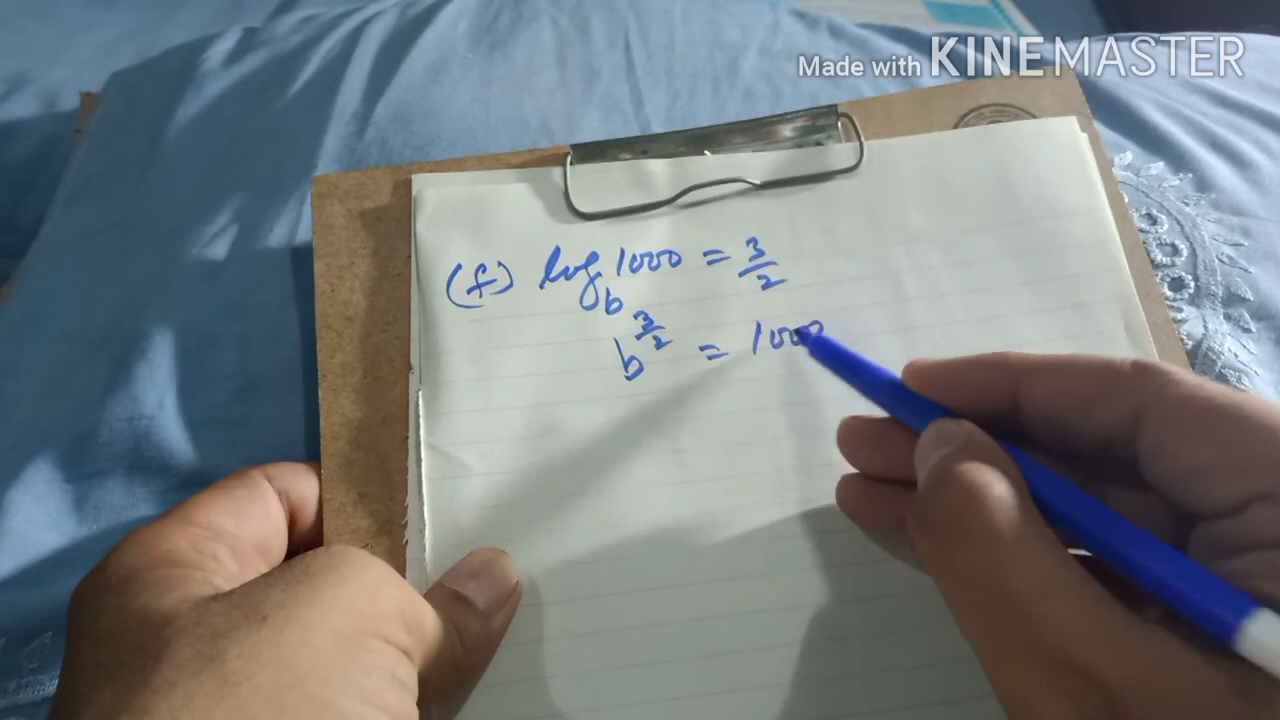 Made with KINEMASTER
(f) log_b 1000 = 3/2
b^(3/2) = 1000